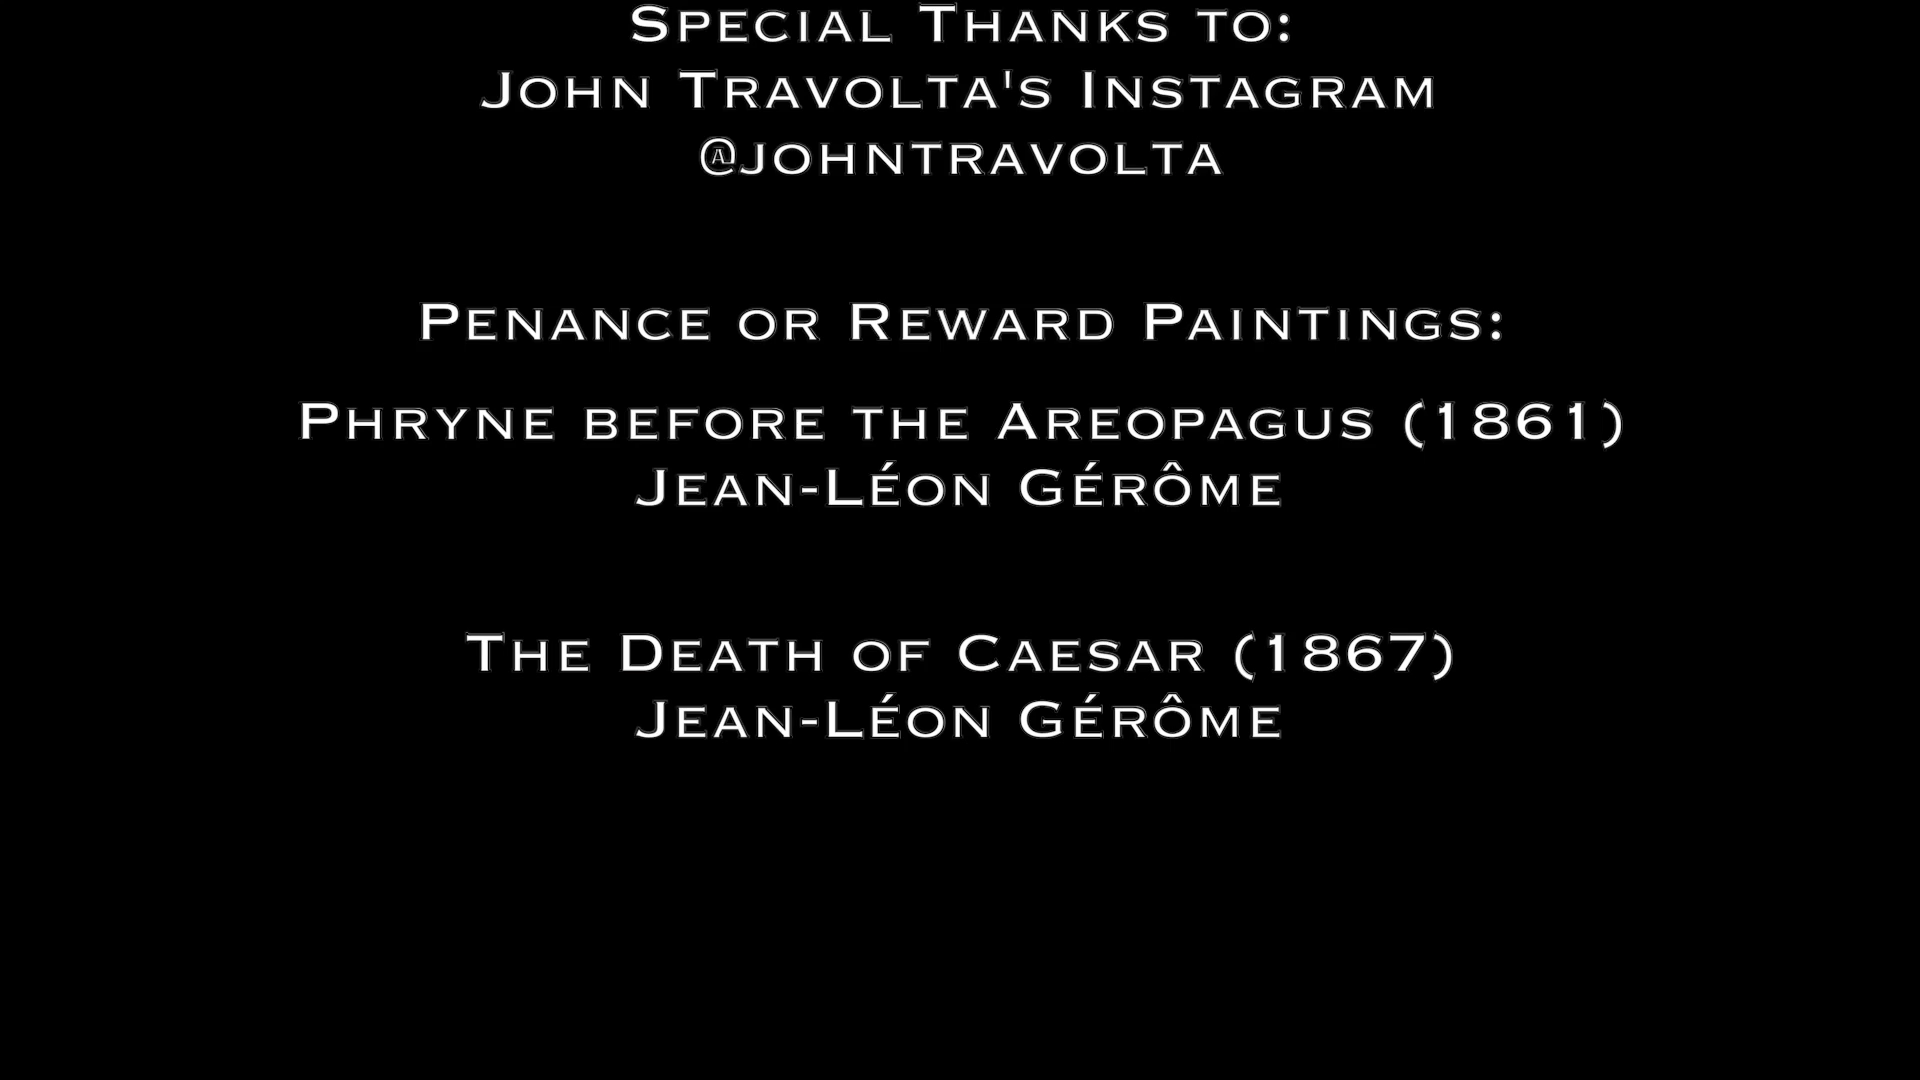 Special Thanks to:
John Travolta's Instagram
@johntravolta
Penance or Reward Paintings:
Phryne before the Areopagus (1861)
Jean-Léon Gérôme
The Death of Caesar (1867)
Jean-Léon Gérôme